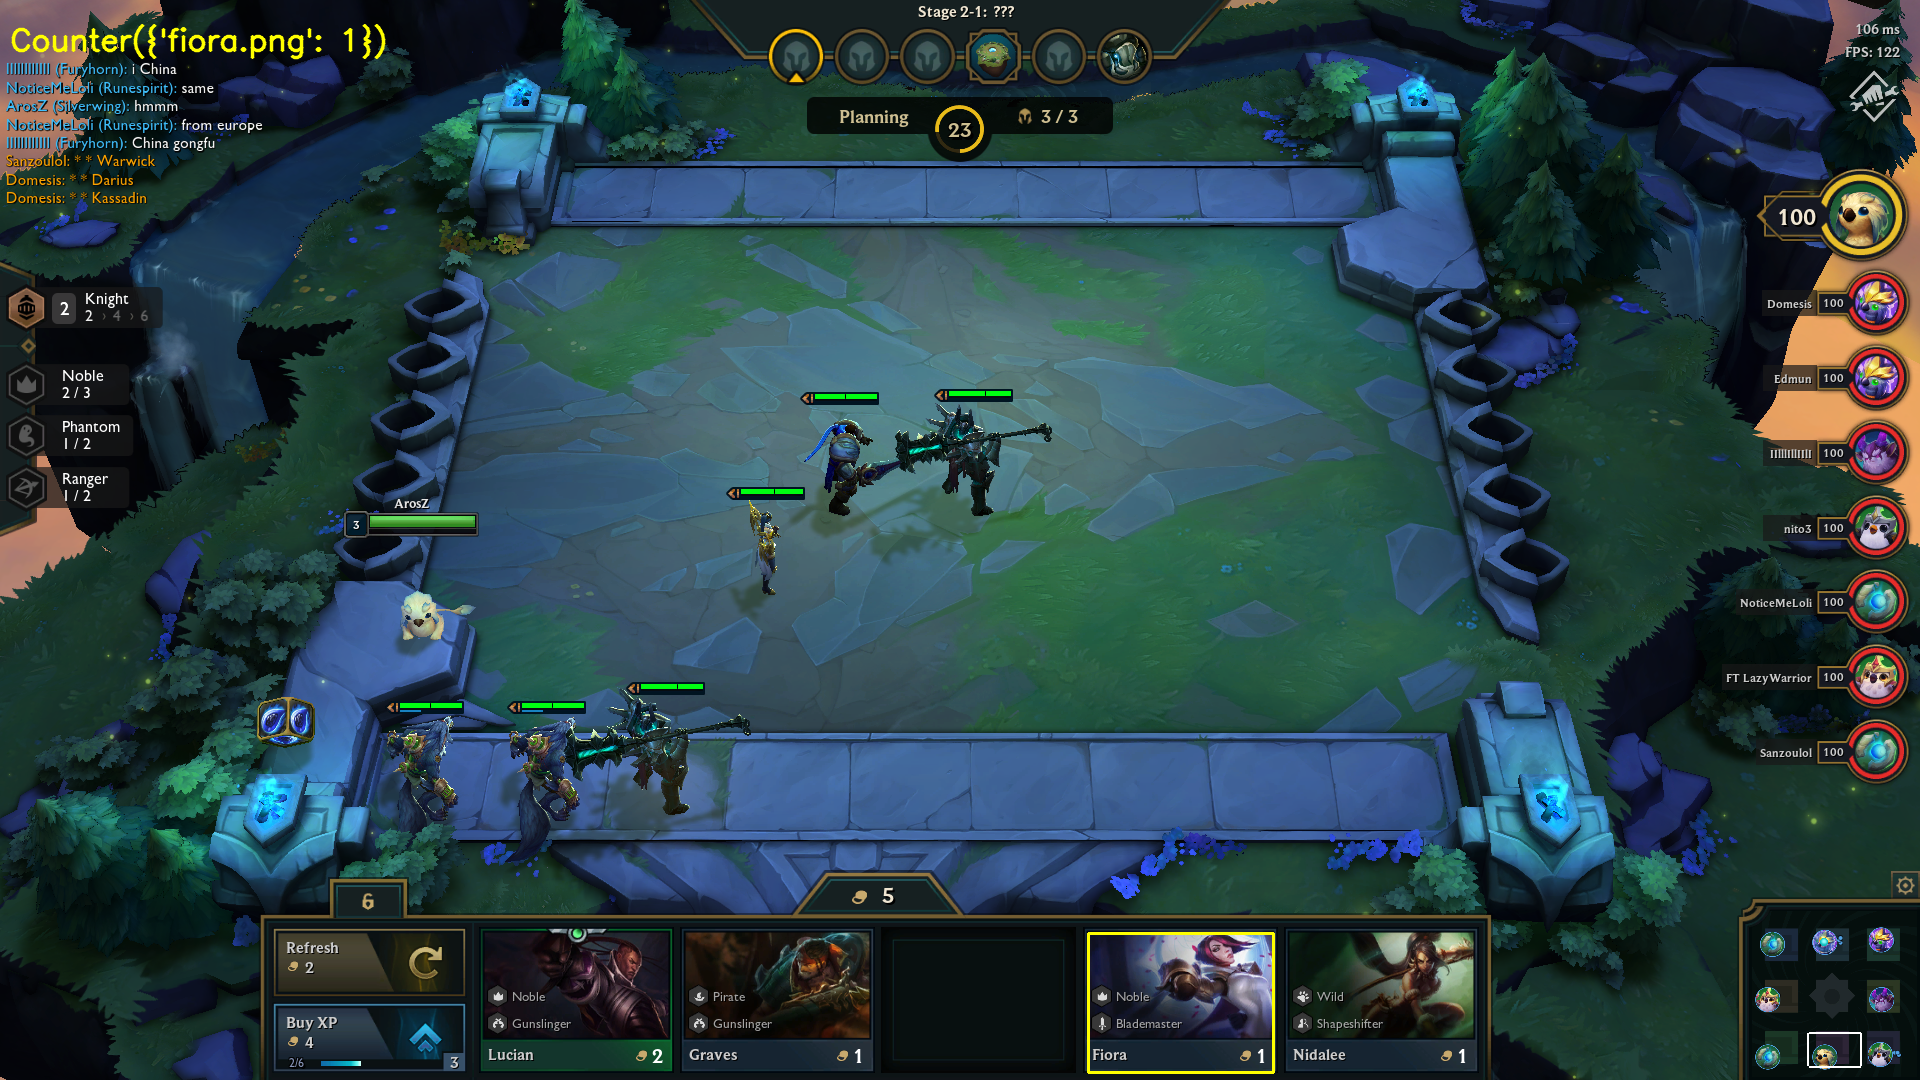 Stage 2-1: ???
106 ms
FPS: 122
Counter({'fiora.png': 1})
(Furyhorn): i China
NoticeMeLoli (Runespirit): same
ArosZ (Silverwing): hmmm
NoticeMeLoli (Runespirit): from europe
(Furyhorn): China gongfu
Sanzoulol: * * Warwick
Domesis: * * Darius
Domesis: * * Kassadin
Planning
23
3 / 3
100
Domesis 100
Edmun 100
100
nito3 100
NoticeMeLoli 100
FT LazyWarrior 100
Sanzoulol 100
2
Knight
2 › 4 › 6
Noble
2 / 3
Phantom
1 / 2
Ranger
1 / 2
ArosZ
3
6
5
Refresh
2
Buy XP
4
2/6
3
Noble
Gunslinger
Lucian 2
Pirate
Gunslinger
Graves 1
Noble
Blademaster
Fiora 1
Wild
Shapeshifter
Nidalee 1